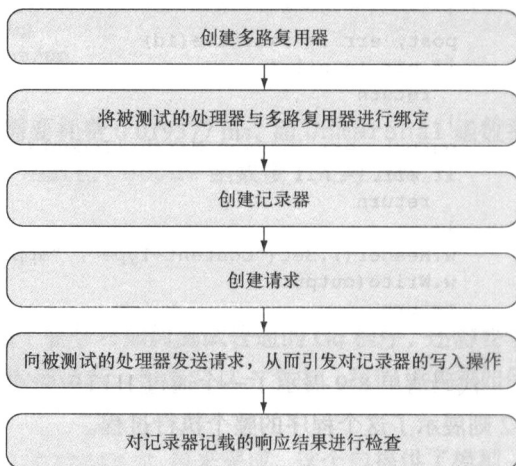 创建多路复用器
将被测试的处理器与多路复用器进行绑定
创建记录器
创建请求
向被测试的处理器发送请求，从而引发对记录器的写入操作
对记录器记载的响应结果进行检查